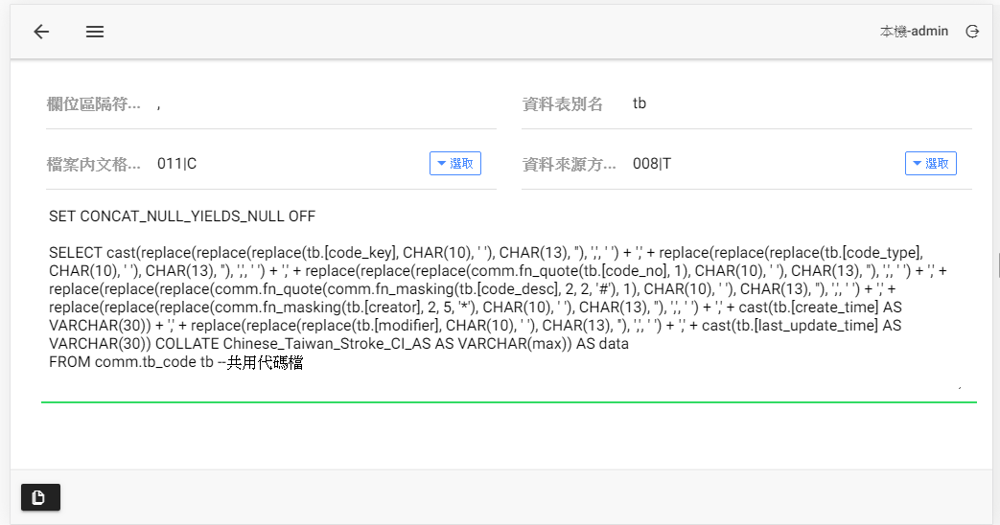 本機-admin
欄位區隔符... ,
資料表別名 tb
檔案內文格... 011|C
選取
資料來源方... 008|T
選取
SET CONCAT_NULL_YIELDS_NULL OFF
SELECT cast(replace(replace(replace(tb.[code_key], CHAR(10), ' '), CHAR(13), ''), ',', ' ') + ',' + replace(replace(replace(tb.[code_type],
CHAR(10), ' '), CHAR(13), ''), ',', ' ') + ',' + replace(replace(replace(comm.fn_quote(tb.[code_no], 1), CHAR(10), ' '), CHAR(13), ''), ',', ' ') + ',' +
replace(replace(replace(comm.fn_quote(comm.fn_masking(tb.[code_desc], 2, 2, '#'), 1), CHAR(10), ' '), CHAR(13), ''), ',', ' ') + ',' +
replace(replace(replace(comm.fn_masking(tb.[creator], 2, 5, '*'), CHAR(10), ' '), CHAR(13), ''), ',', ' ') + ',' + cast(tb.[create_time] AS
VARCHAR(30)) + ',' + replace(replace(replace(tb.[modifier], CHAR(10), ' '), CHAR(13), ''), ',', ' ') + ',' + cast(tb.[last_update_time] AS
VARCHAR(30)) COLLATE Chinese_Taiwan_Stroke_CI_AS AS VARCHAR(max)) AS data
FROM comm.tb_code tb --共用代碼檔